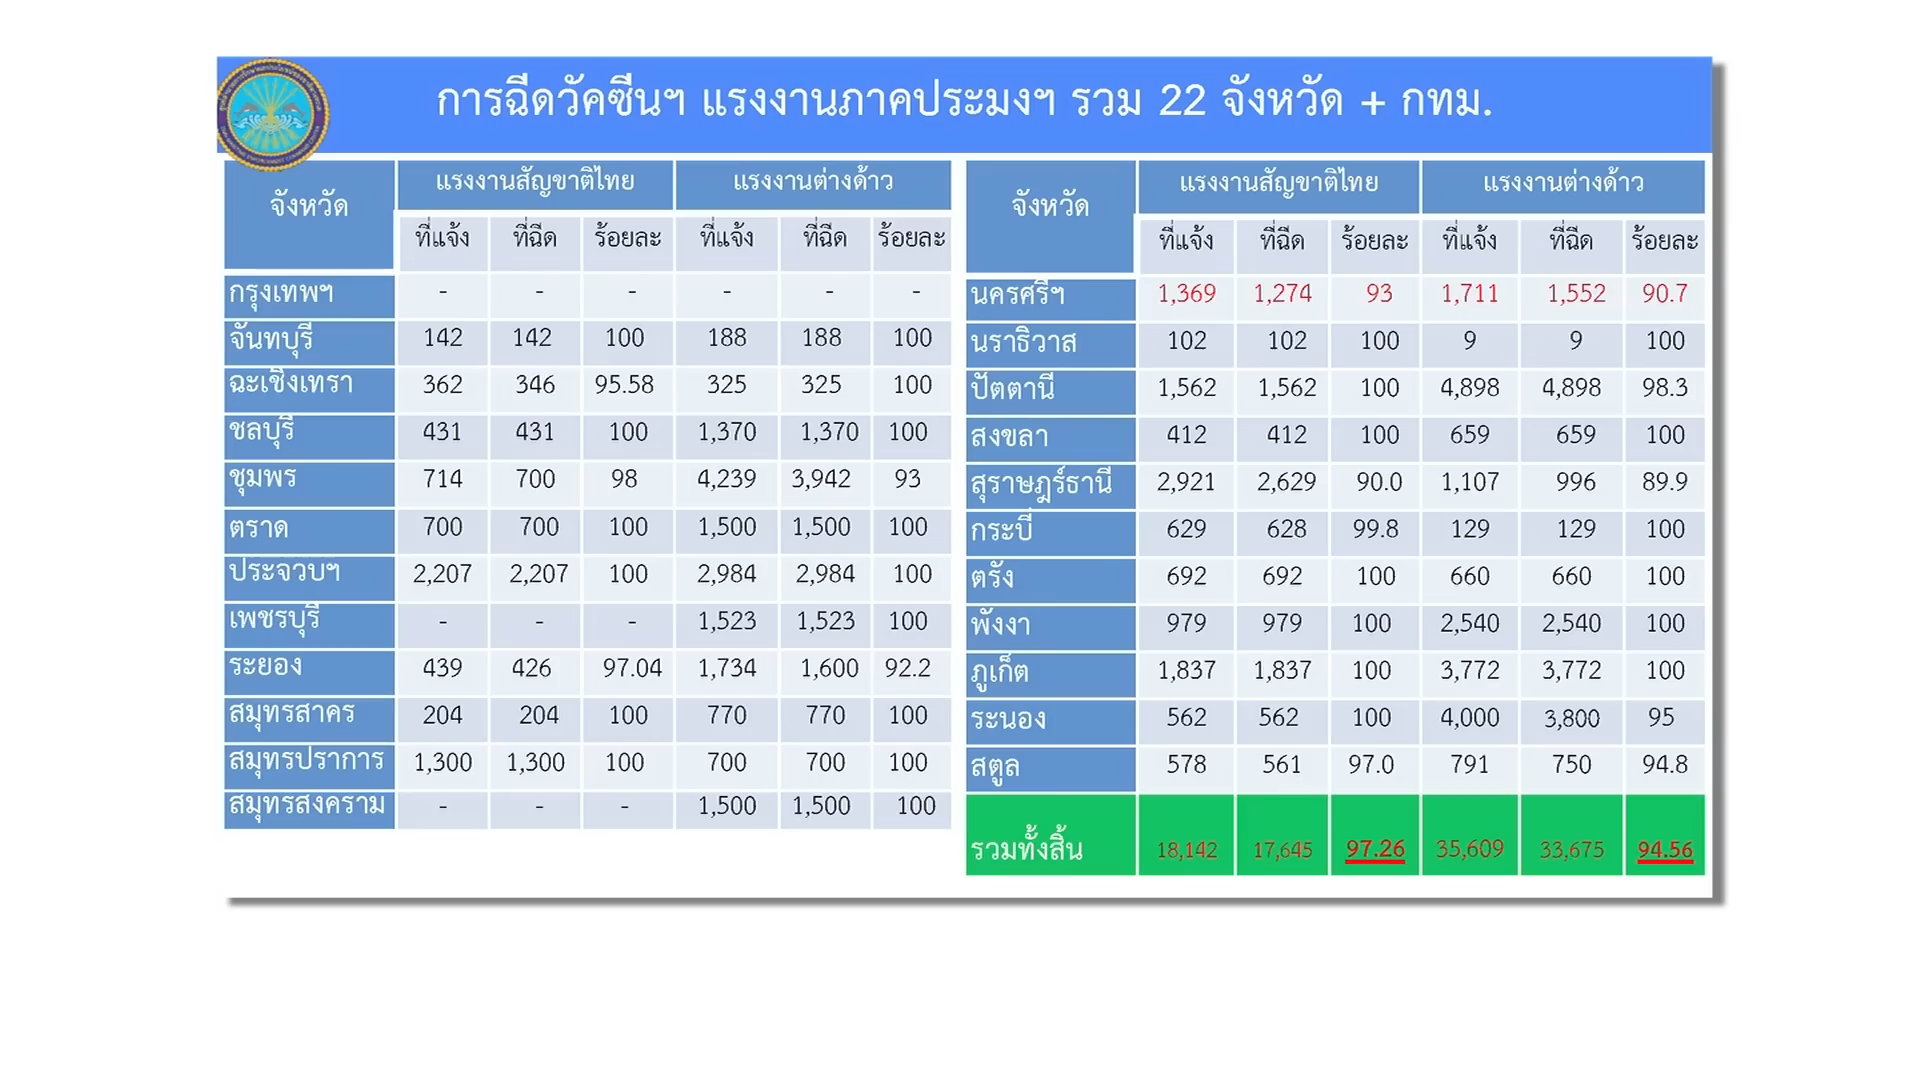 การฉีดวัคซีนฯ แรงงานภาคประมงฯ รวม 22 จังหวัด + กทม.
จังหวัด แรงงานสัญชาติไทย แรงงานต่างด้าว
ที่แจ้ง ที่ฉีด ร้อยละ ที่แจ้ง ที่ฉีด ร้อยละ
กรุงเทพฯ - - - - - -
จันทบุรี 142 142 100 188 188 100
ฉะเชิงเทรา 362 346 95.58 325 325 100
ชลบุรี 431 431 100 1,370 1,370 100
ชุมพร 714 700 98 4,239 3,942 93
ตราด 700 700 100 1,500 1,500 100
ประจวบฯ 2,207 2,207 100 2,984 2,984 100
เพชรบุรี - - - 1,523 1,523 100
ระยอง 439 426 97.04 1,734 1,600 92.2
สมุทรสาคร 204 204 100 770 770 100
สมุทรปราการ 1,300 1,300 100 700 700 100
สมุทรสงคราม - - - 1,500 1,500 100
จังหวัด แรงงานสัญชาติไทย แรงงานต่างด้าว
ที่แจ้ง ที่ฉีด ร้อยละ ที่แจ้ง ที่ฉีด ร้อยละ
นครศรีฯ 1,369 1,274 93 1,711 1,552 90.7
นราธิวาส 102 102 100 9 9 100
ปัตตานี 1,562 1,562 100 4,898 4,898 98.3
สงขลา 412 412 100 659 659 100
สุราษฎร์ธานี 2,921 2,629 90.0 1,107 996 89.9
กระบี่ 629 628 99.8 129 129 100
ตรัง 692 692 100 660 660 100
พังงา 979 979 100 2,540 2,540 100
ภูเก็ต 1,837 1,837 100 3,772 3,772 100
ระนอง 562 562 100 4,000 3,800 95
สตูล 578 561 97.0 791 750 94.8
รวมทั้งสิ้น 18,142 17,645 97.26 35,609 33,675 94.56